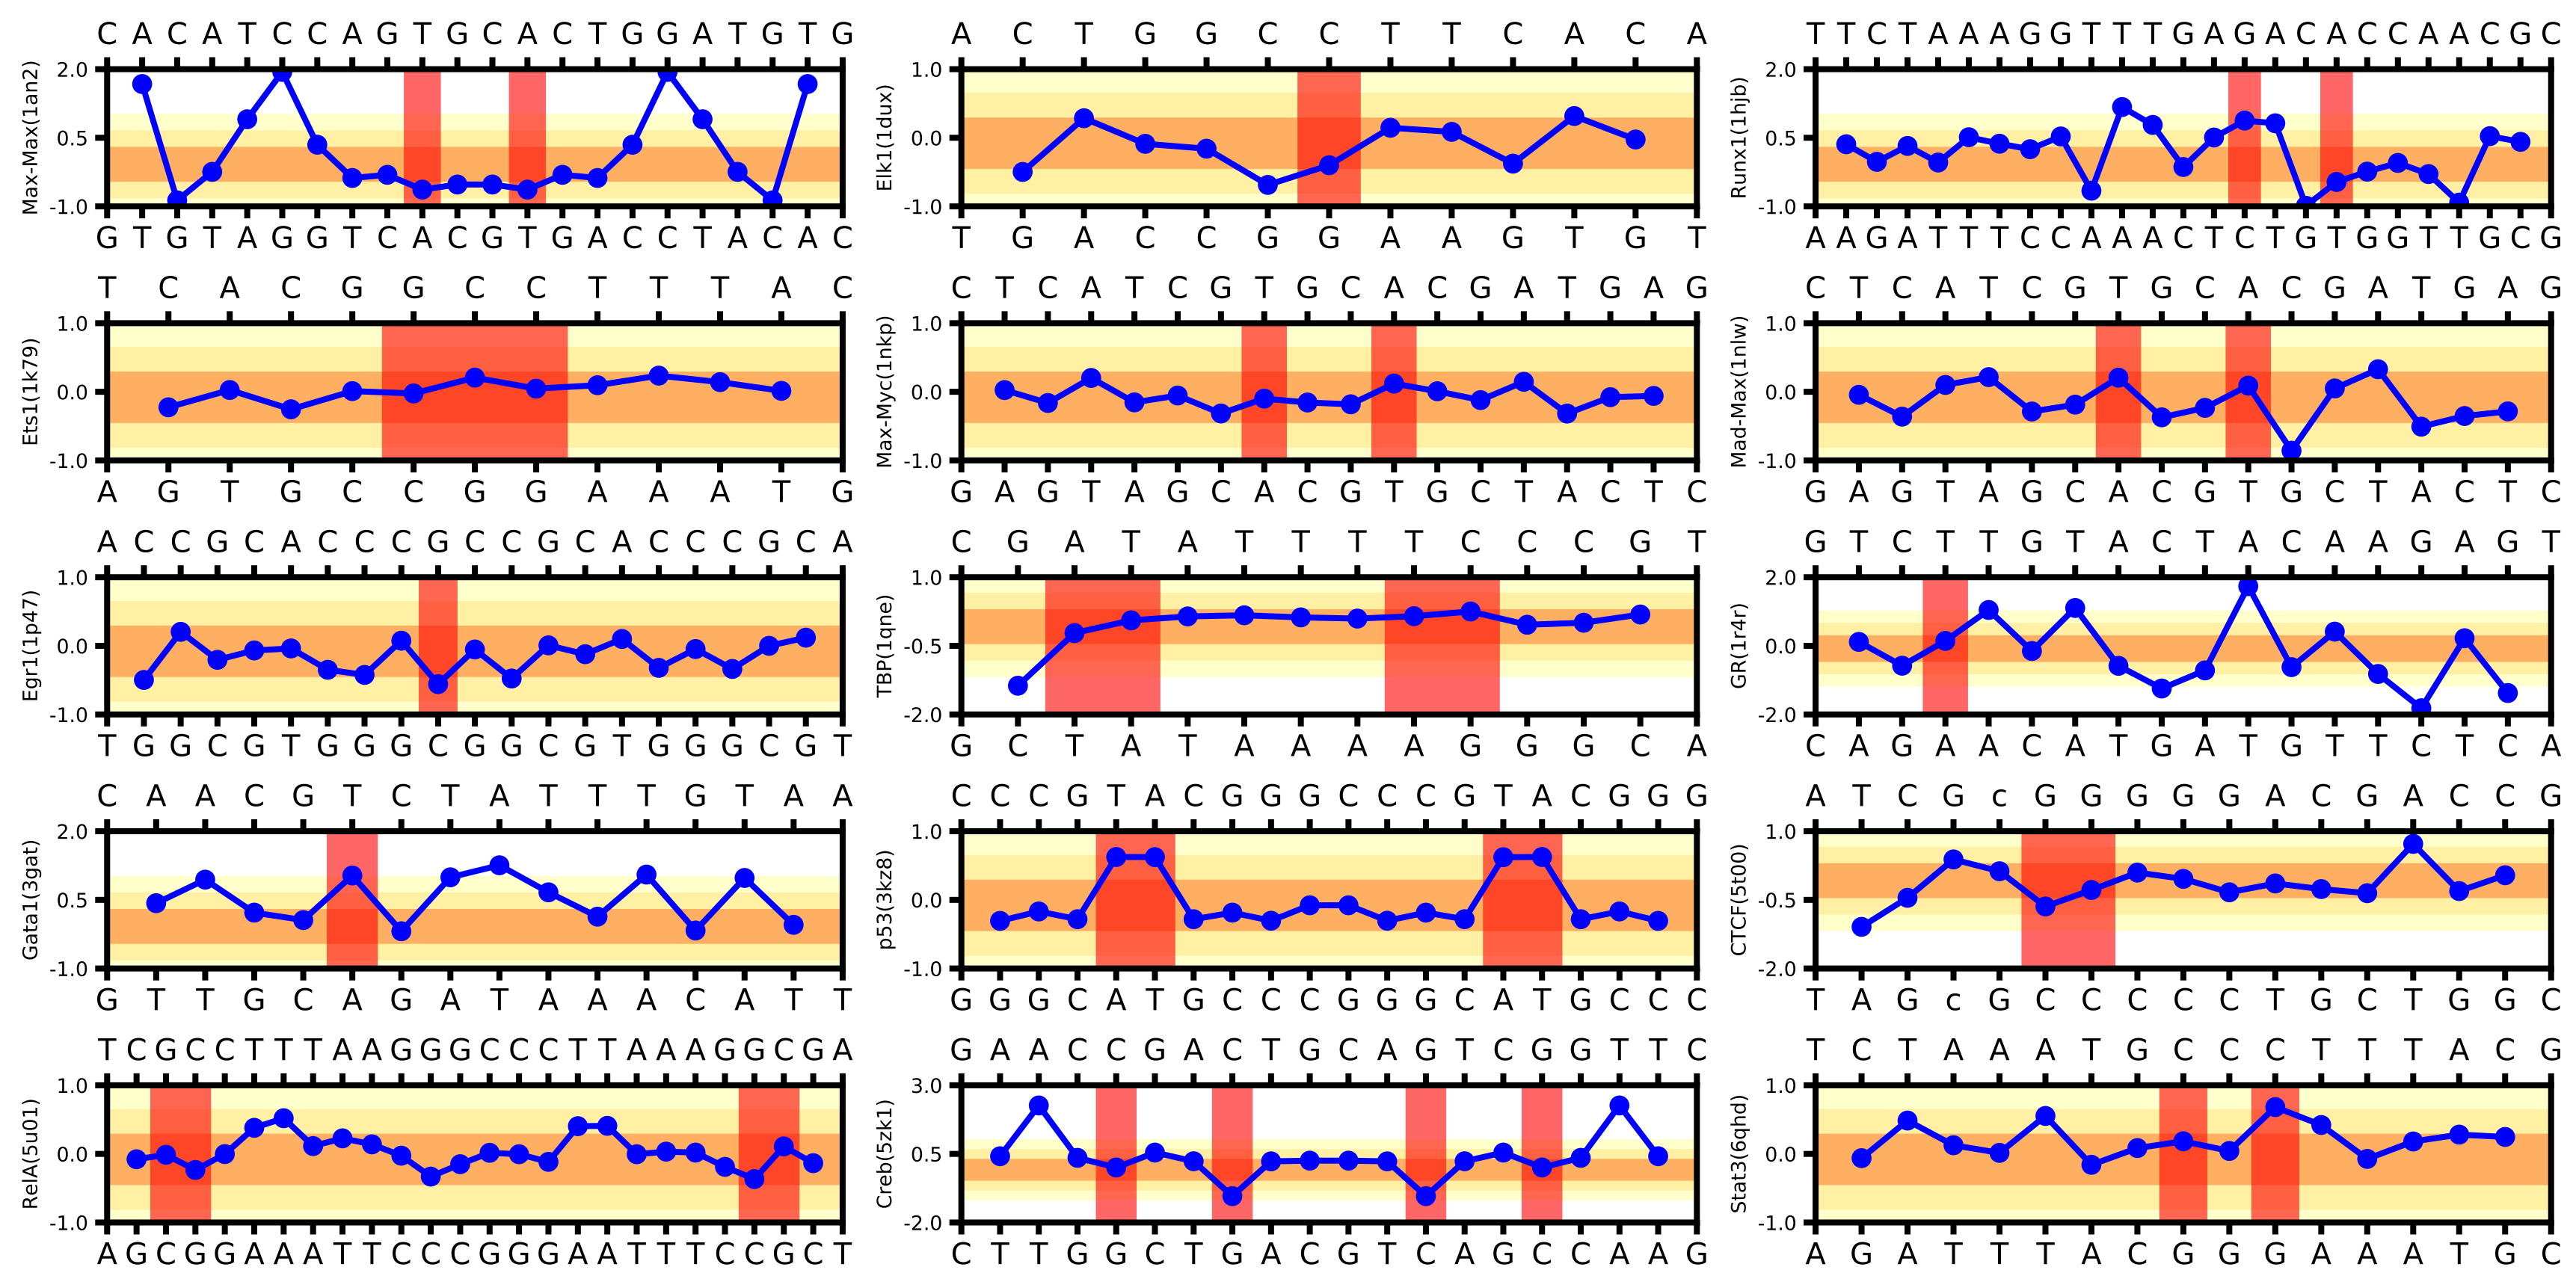 C A C A T C C A G T G C A C T G G A T G T G
2.0
0.5
-1.0
Max-Max(1an2)
G T G T A G G T C A C G T G A C C T A C A C
A C T G G C C T T C A C A
1.0
0.0
-1.0
Elk1(1dux)
T G A C C G G A A G T G T
T T C T A A A G G T T T G A G A C A C C A A C G C
2.0
0.5
-1.0
Runx1(1hjb)
A A G A T T T C C A A A C T C T G T G G T T G C G
T C A C G G C C T T T A C
1.0
0.0
-1.0
Ets1(1k79)
A G T G C C G G A A A T G
C T C A T C G T G C A C G A T G A G
1.0
0.0
-1.0
Max-Myc(1nkp)
G A G T A G C A C G T G C T A C T C
C T C A T C G T G C A C G A T G A G
1.0
0.0
-1.0
Mad-Max(1nlw)
G A G T A G C A C G T G C T A C T C
A C C G C A C C C G C C G C A C C C G C A
1.0
0.0
-1.0
Egr1(1p47)
T G G C G T G G G C G G C G T G G G C G T
C G A T A T T T T C C C G T
1.0
-0.5
-2.0
TBP(1qne)
G C T A T A A A A G G G C A
G T C T T G T A C T A C A A G A G T
2.0
0.0
-2.0
GR(1r4r)
C A G A A C A T G A T G T T C T C A
C A A C G T C T A T T T G T A A
2.0
0.5
-1.0
Gata1(3gat)
G T T G C A G A T A A A C A T T
C C C G T A C G G G C C C G T A C G G G
1.0
0.0
-1.0
p53(3kz8)
G G G C A T G C C C G G G C A T G C C C
A T C G c G G G G G A C G A C C G
1.0
-0.5
-2.0
CTCF(5t00)
T A G c G C C C C C T G C T G G C
T C G C C T T T A A G G G C C C T T A A A G G C G A
1.0
0.0
-1.0
RelA(5u01)
A G C G G A A A T T C C C G G G A A T T T C C G C T
G A A C C G A C T G C A G T C G G T T C
3.0
0.5
-2.0
Creb(5zk1)
C T T G G C T G A C G T C A G C C A A G
T C T A A A T G C C C T T T A C G
1.0
0.0
-1.0
Stat3(6qhd)
A G A T T T A C G G G A A A T G C